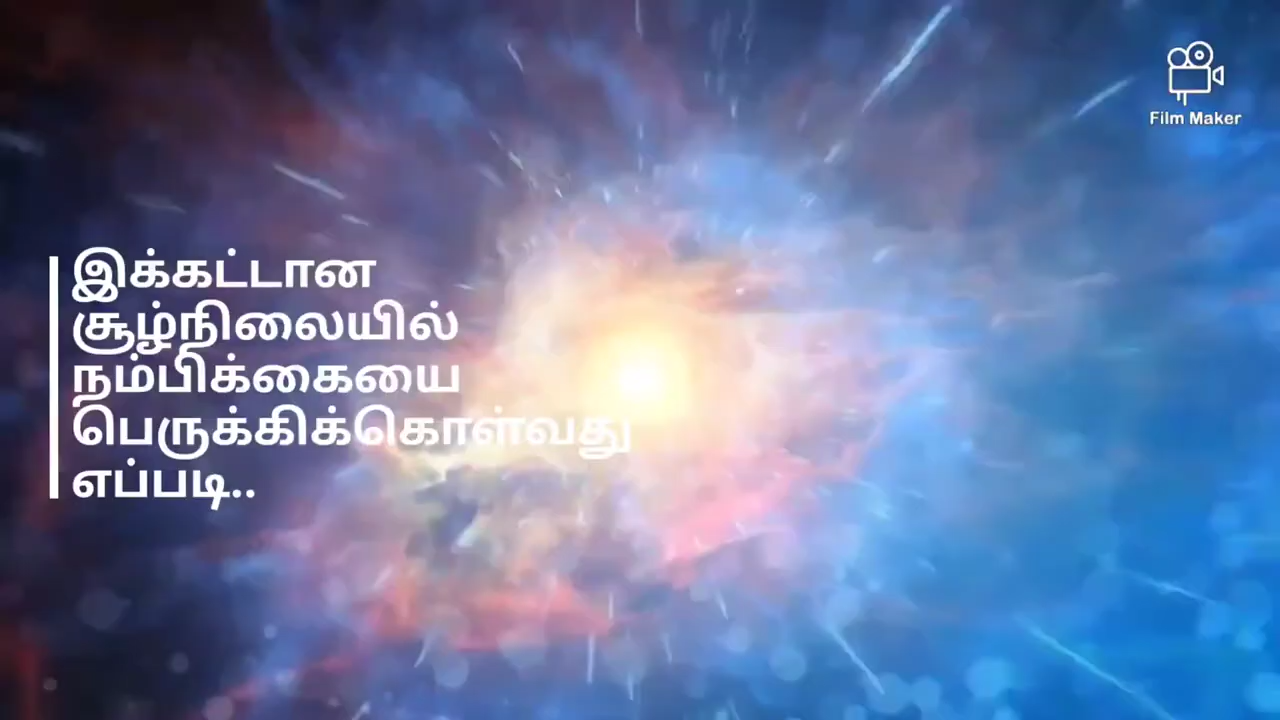 Film Maker
இக்கட்டான
சூழ்நிலையில்
நம்பிக்கையை
பெருக்கிக்கொள்வது
எப்படி..